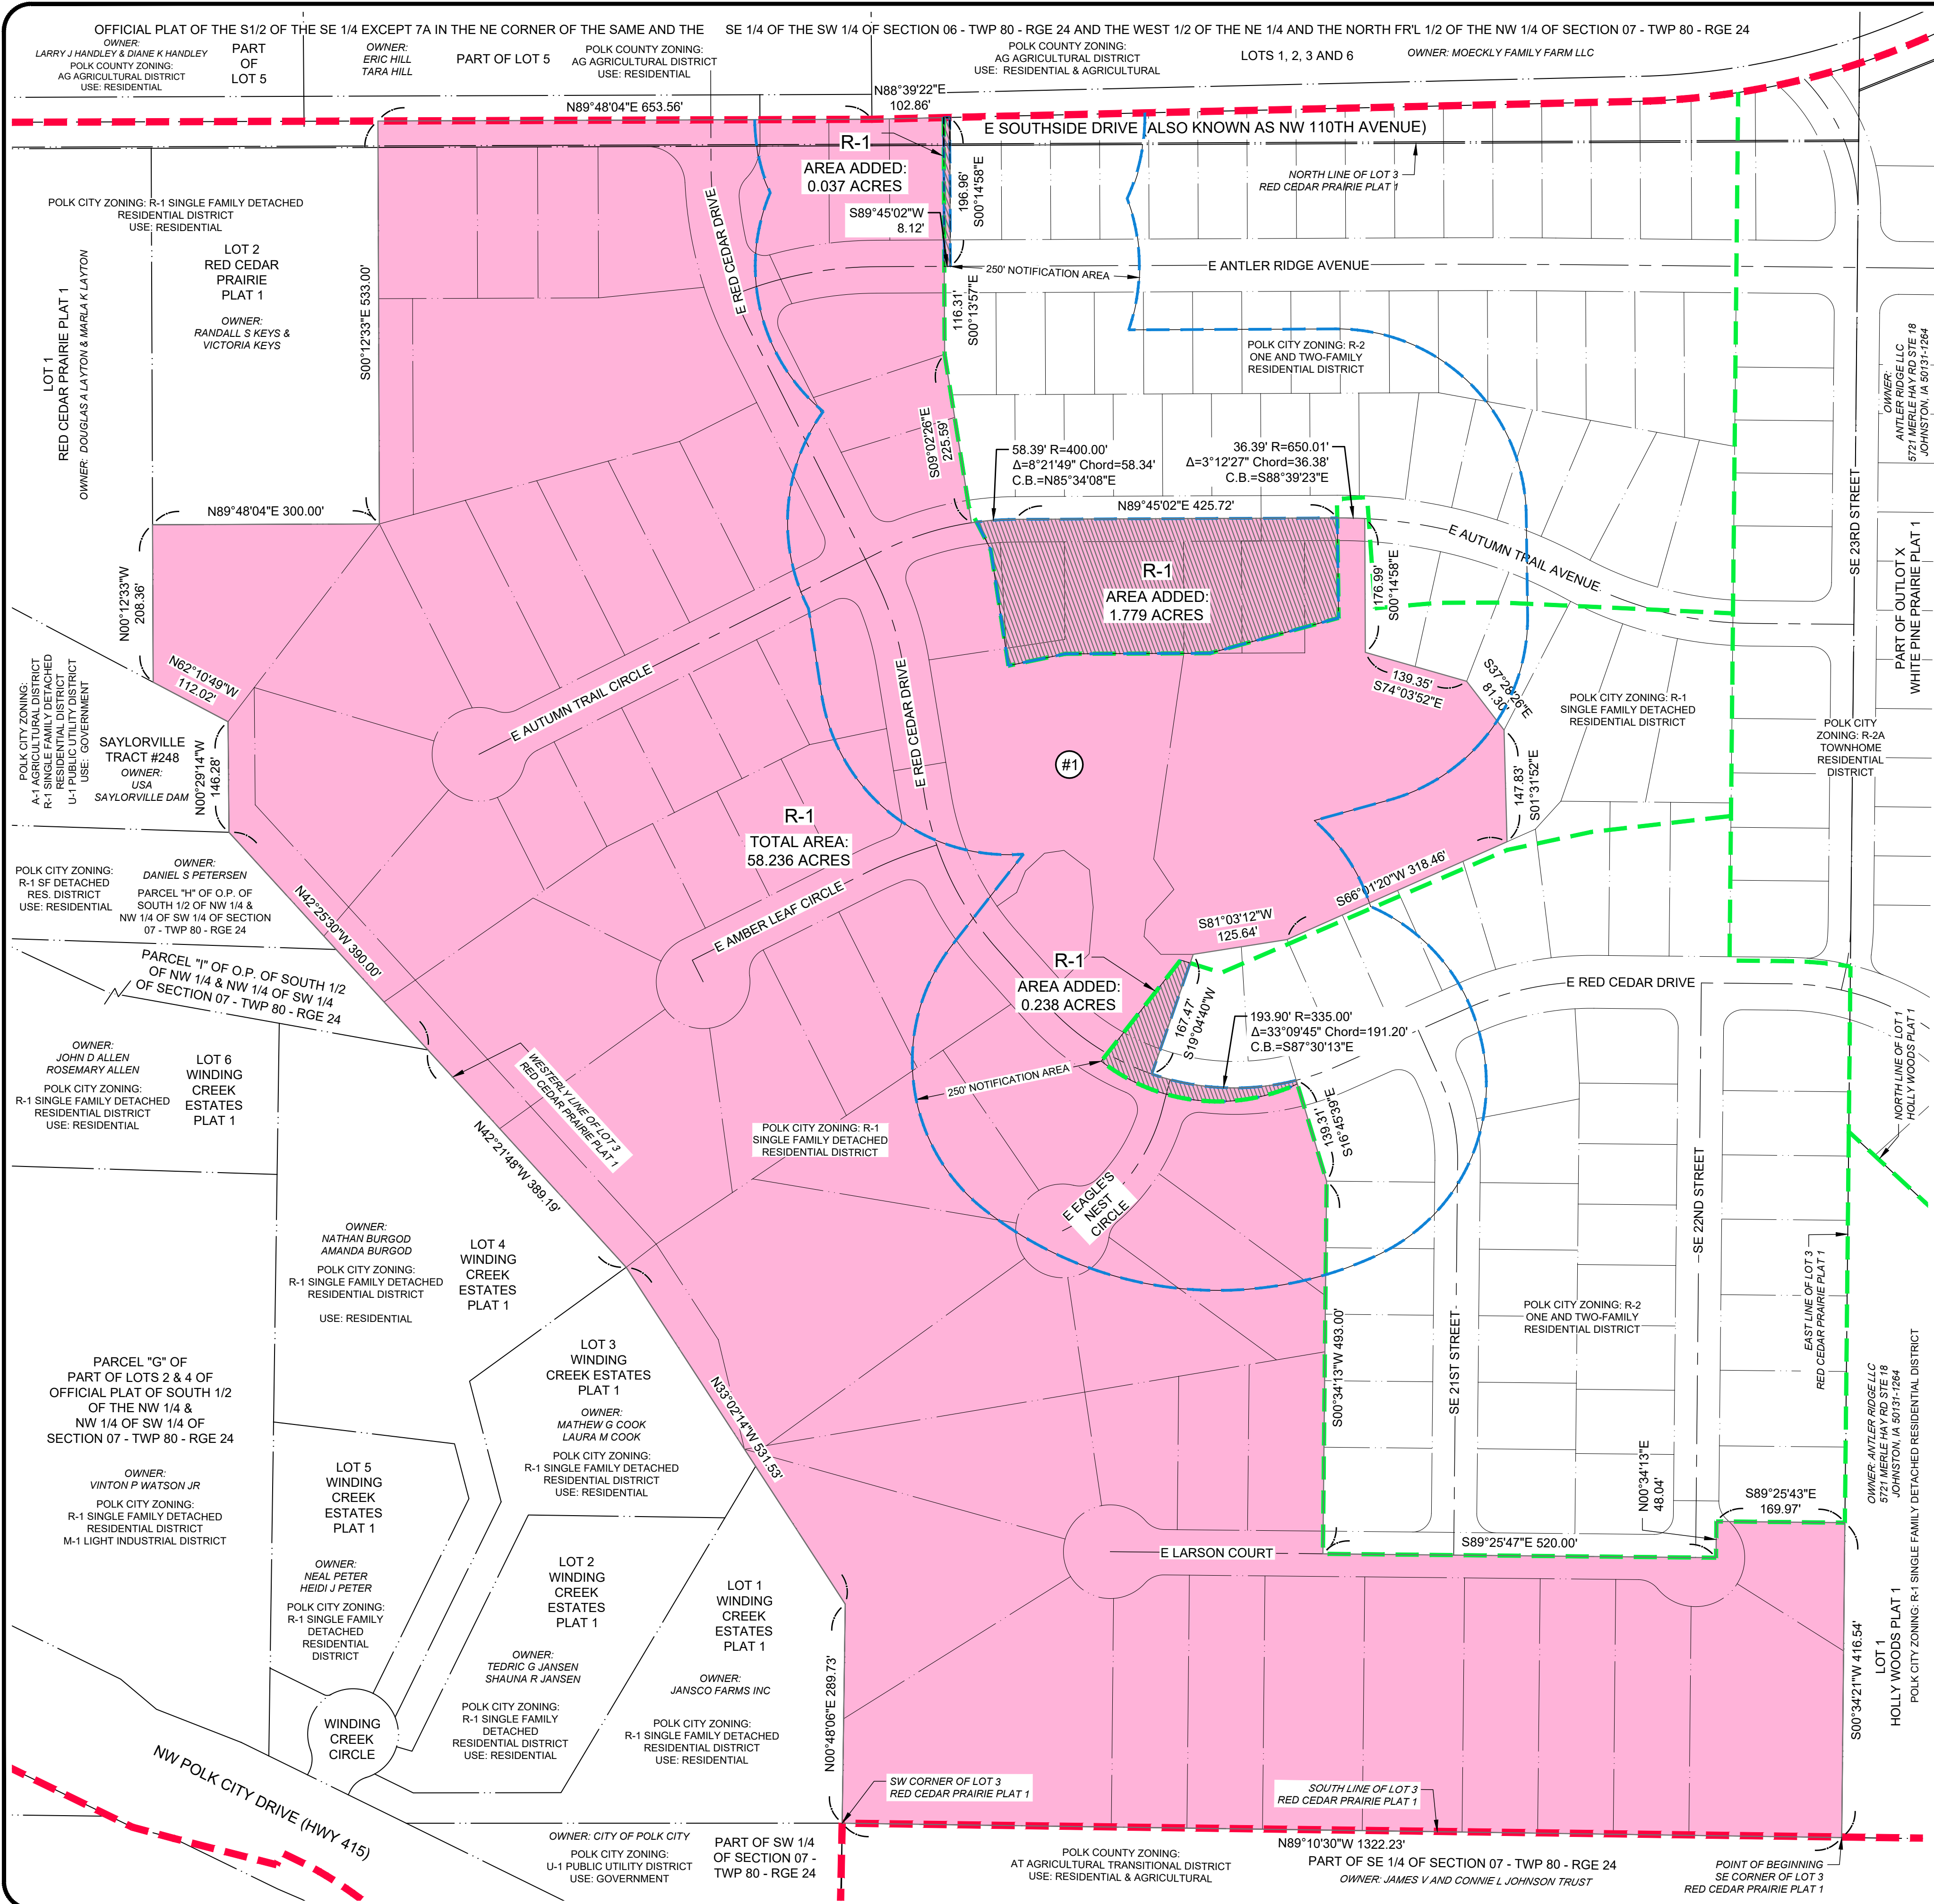 OFFICIAL PLAT OF THE S1/2 OF THE SE 1/4 EXCEPT 7A IN THE NE CORNER OF THE SAME AND THE SE 1/4 OF THE SW 1/4 OF SECTION 06 - TWP 80 - RGE 24 AND THE WEST 1/2 OF THE NE 1/4 AND THE NORTH FR'L 1/2 OF THE NW 1/4 OF SECTION 07 - TWP 80 - RGE 24
OWNER:
LARRY J HANDLEY & DIANE K HANDLEY
POLK COUNTY ZONING:
AG AGRICULTURAL DISTRICT
USE: RESIDENTIAL
PART
OF
LOT 5
OWNER:
ERIC HILL
TARA HILL
PART OF LOT 5
POLK COUNTY ZONING:
AG AGRICULTURAL DISTRICT
USE: RESIDENTIAL
POLK COUNTY ZONING:
AG AGRICULTURAL DISTRICT
USE: RESIDENTIAL & AGRICULTURAL
LOTS 1, 2, 3 AND 6
OWNER: MOECKLY FAMILY FARM LLC
N89°48'04"E 653.56'
N88°39'22"E
102.86'
E SOUTHSIDE DRIVE (ALSO KNOWN AS NW 110TH AVENUE)
R-1
AREA ADDED:
0.037 ACRES
S89°45'02"W
8.12'
196.96'
S00°14'58"E
NORTH LINE OF LOT 3
RED CEDAR PRAIRIE PLAT 1
250' NOTIFICATION AREA
E ANTLER RIDGE AVENUE
116.31'
S00°13'57"E
POLK CITY ZONING: R-1 SINGLE FAMILY DETACHED
RESIDENTIAL DISTRICT
USE: RESIDENTIAL
LOT 2
RED CEDAR
PRAIRIE
PLAT 1
OWNER:
RANDALL S KEYS &
VICTORIA KEYS
LOT 1
RED CEDAR PRAIRIE PLAT 1
OWNER: DOUGLAS A LAYTON & MARLA K LAYTON
S00°12'33"E 533.00'
E RED CEDAR DRIVE
POLK CITY ZONING: R-2
ONE AND TWO-FAMILY
RESIDENTIAL DISTRICT
OWNER:
ANTLER RIDGE LLC
5721 MERLE HAY RD STE 18
JOHNSTON, IA 50131-1264
S09°02'26"E
225.59'
58.39' R=400.00'
Δ=8°21'49" Chord=58.34'
C.B.=N85°34'08"E
36.39' R=650.01'
Δ=3°12'27" Chord=36.38'
C.B.=S88°39'23"E
N89°45'02"E 425.72'
N89°48'04"E 300.00'
E AUTUMN TRAIL AVENUE
SE 23RD STREET
PART OF OUTLOT X
WHITE PINE PRAIRIE PLAT 1
R-1
AREA ADDED:
1.779 ACRES
176.99'
S00°14'58"E
N00°12'33"W
208.36'
N62°10'49"W
112.02'
139.35'
S74°03'52"E
S37°28'26"E
81.30'
POLK CITY ZONING: R-1
SINGLE FAMILY DETACHED
RESIDENTIAL DISTRICT
POLK CITY
ZONING: R-2A
TOWNHOME
RESIDENTIAL
DISTRICT
E AUTUMN TRAIL CIRCLE
E RED CEDAR DRIVE
#1
POLK CITY ZONING:
A-1 AGRICULTURAL DISTRICT
R-1 SINGLE FAMILY DETACHED
RESIDENTIAL DISTRICT
U-1 PUBLIC UTILITY DISTRICT
USE: GOVERNMENT
SAYLORVILLE
TRACT #248
OWNER:
USA
SAYLORVILLE DAM
N00°29'14"W
146.28'
147.83'
S01°31'52"E
R-1
TOTAL AREA:
58.236 ACRES
POLK CITY ZONING:
R-1 SF DETACHED
RES. DISTRICT
USE: RESIDENTIAL
OWNER:
DANIEL S PETERSEN
PARCEL "H" OF O.P. OF
SOUTH 1/2 OF NW 1/4 &
NW 1/4 OF SW 1/4 OF SECTION
07 - TWP 80 - RGE 24
N42°25'30"W 390.00'
E AMBER LEAF CIRCLE
S66°01'20"W 318.46'
S81°03'12"W
125.64'
PARCEL "I" OF O.P. OF SOUTH 1/2
OF NW 1/4 & NW 1/4 OF SW 1/4
OF SECTION 07 - TWP 80 - RGE 24
R-1
AREA ADDED:
0.238 ACRES
167.47'
S19°04'40"W
193.90' R=335.00'
Δ=33°09'45" Chord=191.20'
C.B.=S87°30'13"E
E RED CEDAR DRIVE
OWNER:
JOHN D ALLEN
ROSEMARY ALLEN
POLK CITY ZONING:
R-1 SINGLE FAMILY DETACHED
RESIDENTIAL DISTRICT
USE: RESIDENTIAL
LOT 6
WINDING
CREEK
ESTATES
PLAT 1
WESTERLY LINE OF LOT 3
RED CEDAR PRAIRIE PLAT 1
250' NOTIFICATION AREA
NORTH LINE OF LOT 1
HOLLY WOODS PLAT 1
139.31'
S16°45'39"E
POLK CITY ZONING: R-1
SINGLE FAMILY DETACHED
RESIDENTIAL DISTRICT
N42°21'48"W 389.19'
E EAGLE'S
NEST
CIRCLE
SE 22ND STREET
OWNER:
NATHAN BURGOD
AMANDA BURGOD
POLK CITY ZONING:
R-1 SINGLE FAMILY DETACHED
RESIDENTIAL DISTRICT
USE: RESIDENTIAL
LOT 4
WINDING
CREEK
ESTATES
PLAT 1
EAST LINE OF LOT 3
RED CEDAR PRAIRIE PLAT 1
POLK CITY ZONING: R-2
ONE AND TWO-FAMILY
RESIDENTIAL DISTRICT
S00°34'13"W 493.00'
SE 21ST STREET
PARCEL "G" OF
PART OF LOTS 2 & 4 OF
OFFICIAL PLAT OF SOUTH 1/2
OF THE NW 1/4 &
NW 1/4 OF SW 1/4 OF
SECTION 07 - TWP 80 - RGE 24
OWNER:
VINTON P WATSON JR
POLK CITY ZONING:
R-1 SINGLE FAMILY DETACHED
RESIDENTIAL DISTRICT
M-1 LIGHT INDUSTRIAL DISTRICT
LOT 3
WINDING
CREEK ESTATES
PLAT 1
OWNER:
MATHEW G COOK
LAURA M COOK
POLK CITY ZONING:
R-1 SINGLE FAMILY DETACHED
RESIDENTIAL DISTRICT
USE: RESIDENTIAL
N33°02'14"W 531.53'
OWNER: ANTLER RIDGE LLC
5721 MERLE HAY RD STE 18
JOHNSTON, IA 50131-1264
LOT 5
WINDING
CREEK
ESTATES
PLAT 1
OWNER:
NEAL PETER
HEIDI J PETER
POLK CITY ZONING:
R-1 SINGLE FAMILY
DETACHED
RESIDENTIAL
DISTRICT
N00°34'13"E
48.04'
S89°25'43"E
169.97'
S89°25'47"E 520.00'
E LARSON COURT
LOT 2
WINDING
CREEK
ESTATES
PLAT 1
OWNER:
TEDRIC G JANSEN
SHAUNA R JANSEN
POLK CITY ZONING:
R-1 SINGLE FAMILY
DETACHED
RESIDENTIAL DISTRICT
USE: RESIDENTIAL
LOT 1
WINDING
CREEK
ESTATES
PLAT 1
OWNER:
JANSCO FARMS INC
POLK CITY ZONING:
R-1 SINGLE FAMILY DETACHED
RESIDENTIAL DISTRICT
USE: RESIDENTIAL
N00°48'06"E 289.73'
S00°34'21"W 416.54'
LOT 1
HOLLY WOODS PLAT 1
POLK CITY ZONING: R-1 SINGLE FAMILY DETACHED RESIDENTIAL DISTRICT
WINDING
CREEK
CIRCLE
NW POLK CITY DRIVE (HWY 415)
SW CORNER OF LOT 3
RED CEDAR PRAIRIE PLAT 1
SOUTH LINE OF LOT 3
RED CEDAR PRAIRIE PLAT 1
OWNER: CITY OF POLK CITY
POLK CITY ZONING:
U-1 PUBLIC UTILITY DISTRICT
USE: GOVERNMENT
PART OF SW 1/4
OF SECTION 07 -
TWP 80 - RGE 24
N89°10'30"W 1322.23'
POLK COUNTY ZONING:
AT AGRICULTURAL TRANSITIONAL DISTRICT
USE: RESIDENTIAL & AGRICULTURAL
PART OF SE 1/4 OF SECTION 07 - TWP 80 - RGE 24
OWNER: JAMES V AND CONNIE L JOHNSON TRUST
POINT OF BEGINNING
SE CORNER OF LOT 3
RED CEDAR PRAIRIE PLAT 1